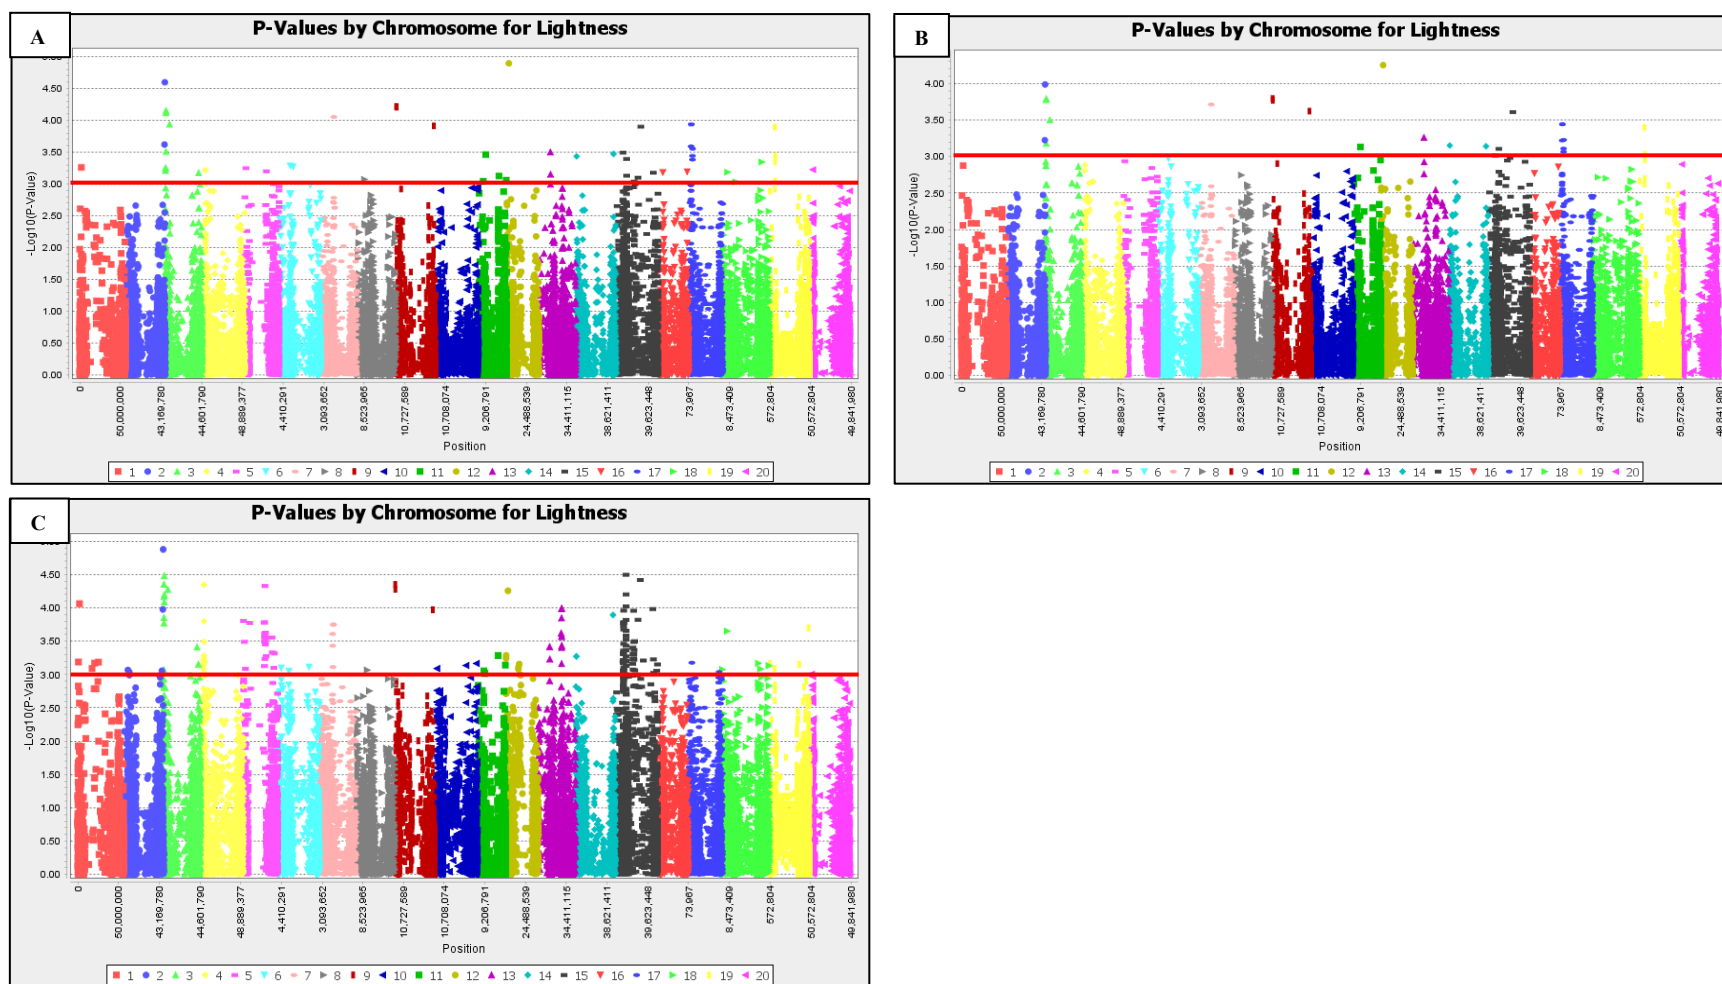 A
P-Values by Chromosome for Lightness
-Log10(P-Value)
4.50
4.00
3.50
3.00
2.50
2.00
1.50
1.00
0.50
0.00
0 50,000,000 43,169,780 44,601,790 48,889,377 4,410,291 3,093,652 8,523,965 10,727,589 10,708,074 9,206,791 24,488,539 34,411,115 38,621,411 39,623,448 73,967 8,473,409 572,804 50,572,804 49,841,980
Position
1 2 3 4 5 6 7 8 9 10 11 12 13 14 15 16 17 18 19 20
B
P-Values by Chromosome for Lightness
-Log10(P-Value)
4.00
3.50
3.00
2.50
2.00
1.50
1.00
0.50
0.00
0 50,000,000 43,169,780 44,601,790 48,889,377 4,410,291 3,093,652 8,523,965 10,727,589 10,708,074 9,206,791 24,488,539 34,411,115 38,621,411 39,623,448 73,967 8,473,409 572,804 50,572,804 49,841,980
Position
1 2 3 4 5 6 7 8 9 10 11 12 13 14 15 16 17 18 19 20
C
P-Values by Chromosome for Lightness
-Log10(P-Value)
4.50
4.00
3.50
3.00
2.50
2.00
1.50
1.00
0.50
0.00
0 50,000,000 43,169,780 44,601,790 48,889,377 4,410,291 3,093,652 8,523,965 10,727,589 10,708,074 9,206,791 24,488,539 34,411,115 38,621,411 39,623,448 73,967 8,473,409 572,804 50,572,804 49,841,980
Position
1 2 3 4 5 6 7 8 9 10 11 12 13 14 15 16 17 18 19 20